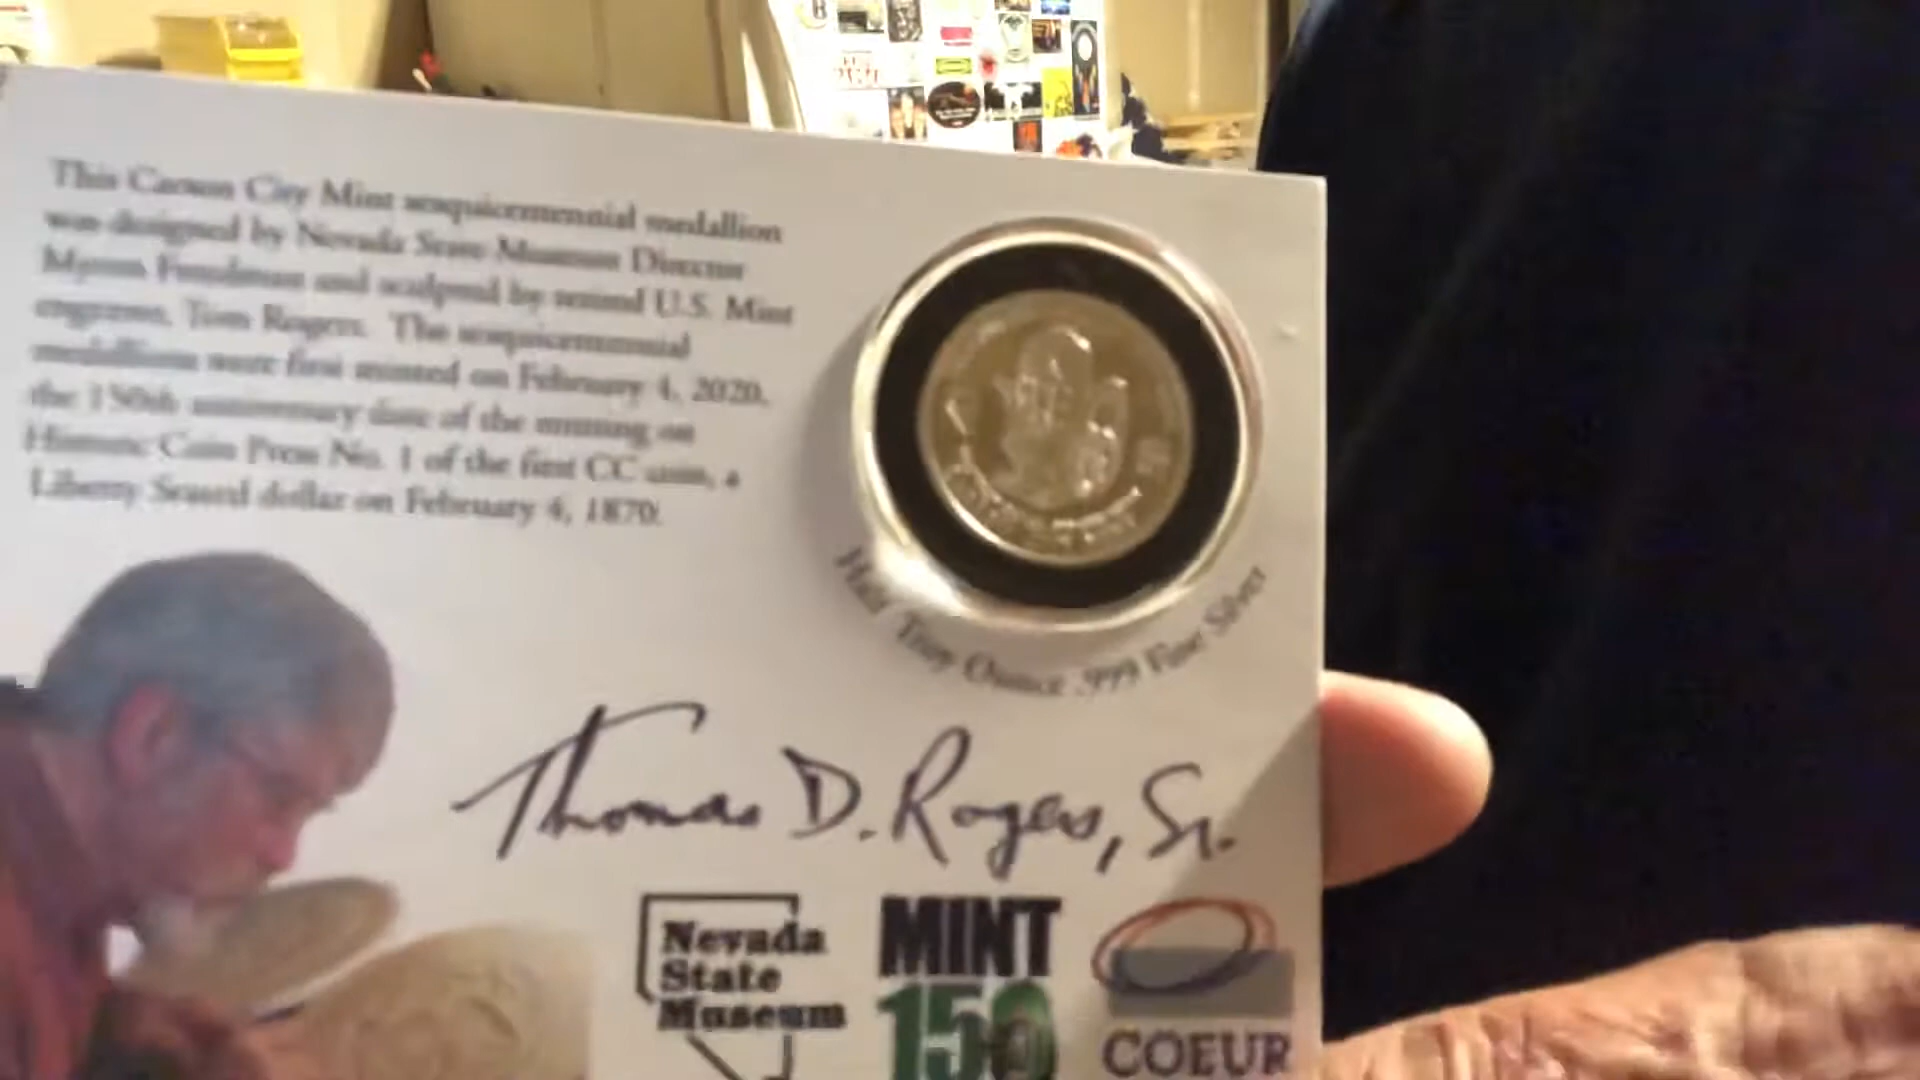 This Carson City Mint sesquicentennial medallion
was designed by Nevada State Museum Director
Myron Freedman and sculpted by retired U.S. Mint
engraver, Tom Rogers. The sesquicentennial
medallions were first minted on February 4, 2020,
the 150th anniversary date of the minting on
Historic Coin Press No. 1 of the first CC coin, a
Liberty Seated dollar on February 4, 1870.
Half Troy Ounce .999 Fine Silver
Thomas D. Rogers, Sr.
Nevada
State
Museum
MINT
150
COEUR